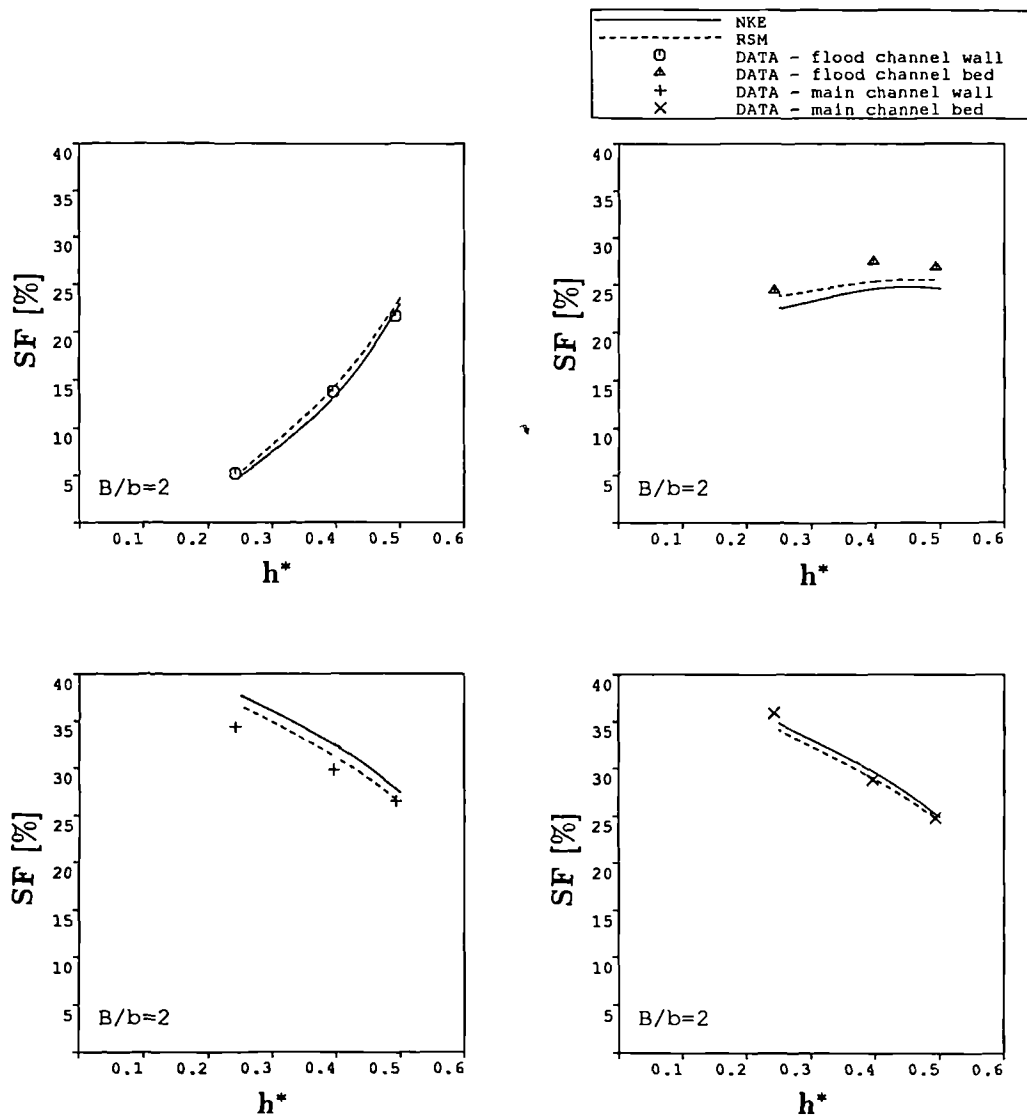 NKE
RSM
DATA - flood channel wall
DATA - flood channel bed
DATA - main channel wall
DATA - main channel bed
40
35
30
25
20
15
10
5
SF [%]
B/b=2
0.1 0.2 0.3 0.4 0.5 0.6
h*
40
35
30
25
20
15
10
5
SF [%]
B/b=2
0.1 0.2 0.3 0.4 0.5 0.6
h*
40
35
30
25
20
15
10
5
SF [%]
B/b=2
0.1 0.2 0.3 0.4 0.5 0.6
h*
40
35
30
25
20
15
10
5
SF [%]
B/b=2
0.1 0.2 0.3 0.4 0.5 0.6
h*